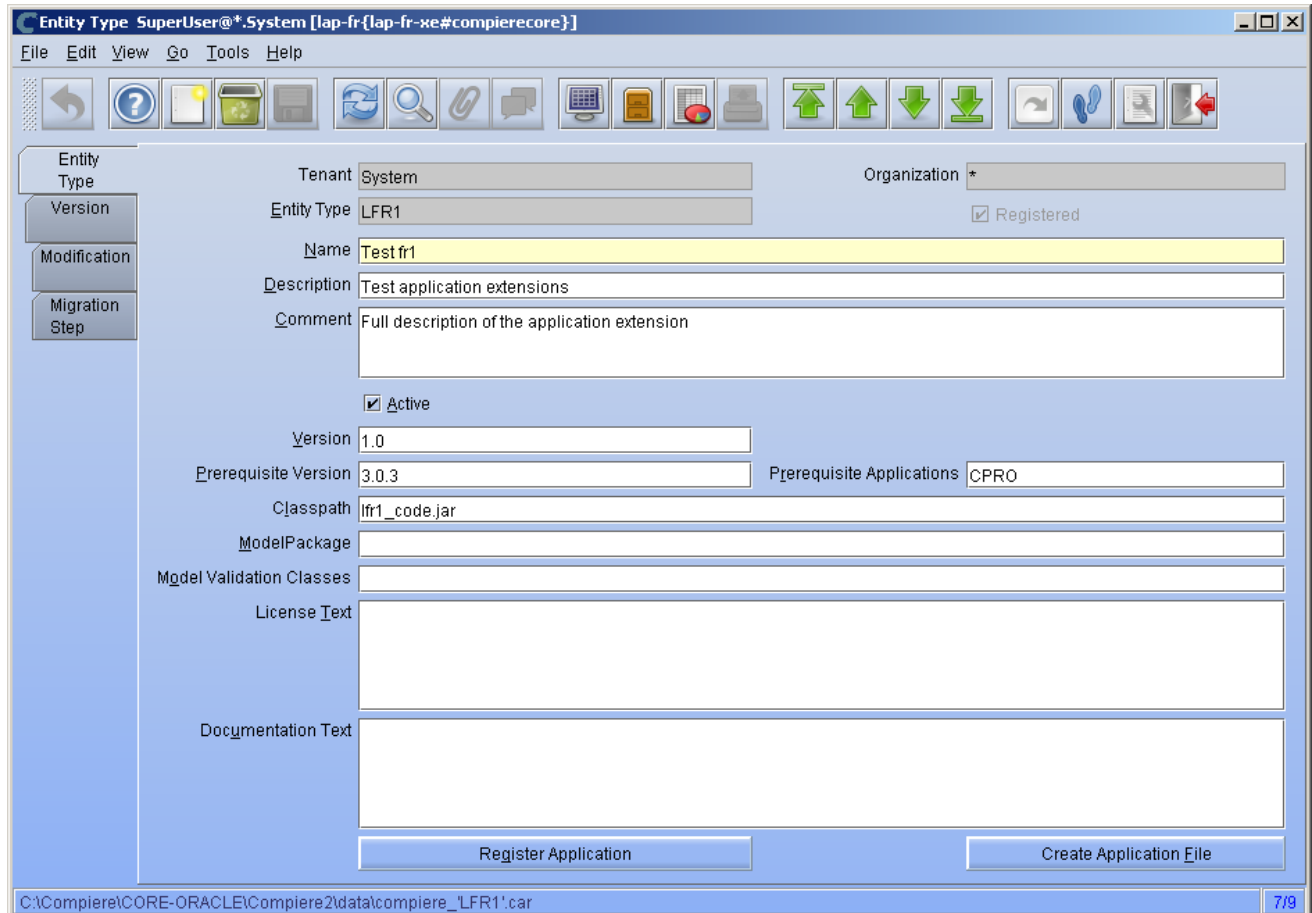 Entity Type SuperUser@*.System [lap-fr{lap-fr-xe#compierecore}]
File Edit View Go Tools Help
Entity
Type
Version
Modification
Migration
Step
Tenant System Organization *
Entity Type LFR1 Registered
Name Test fr1
Description Test application extensions
Comment Full description of the application extension
Active
Version 1.0
Prerequisite Version 3.0.3 Prerequisite Applications CPRO
Classpath lfr1_code.jar
ModelPackage
Model Validation Classes
License Text
Documentation Text
Register Application Create Application File
C:\Compiere\CORE-ORACLE\Compiere2\data\compiere_'LFR1'.car 7/9